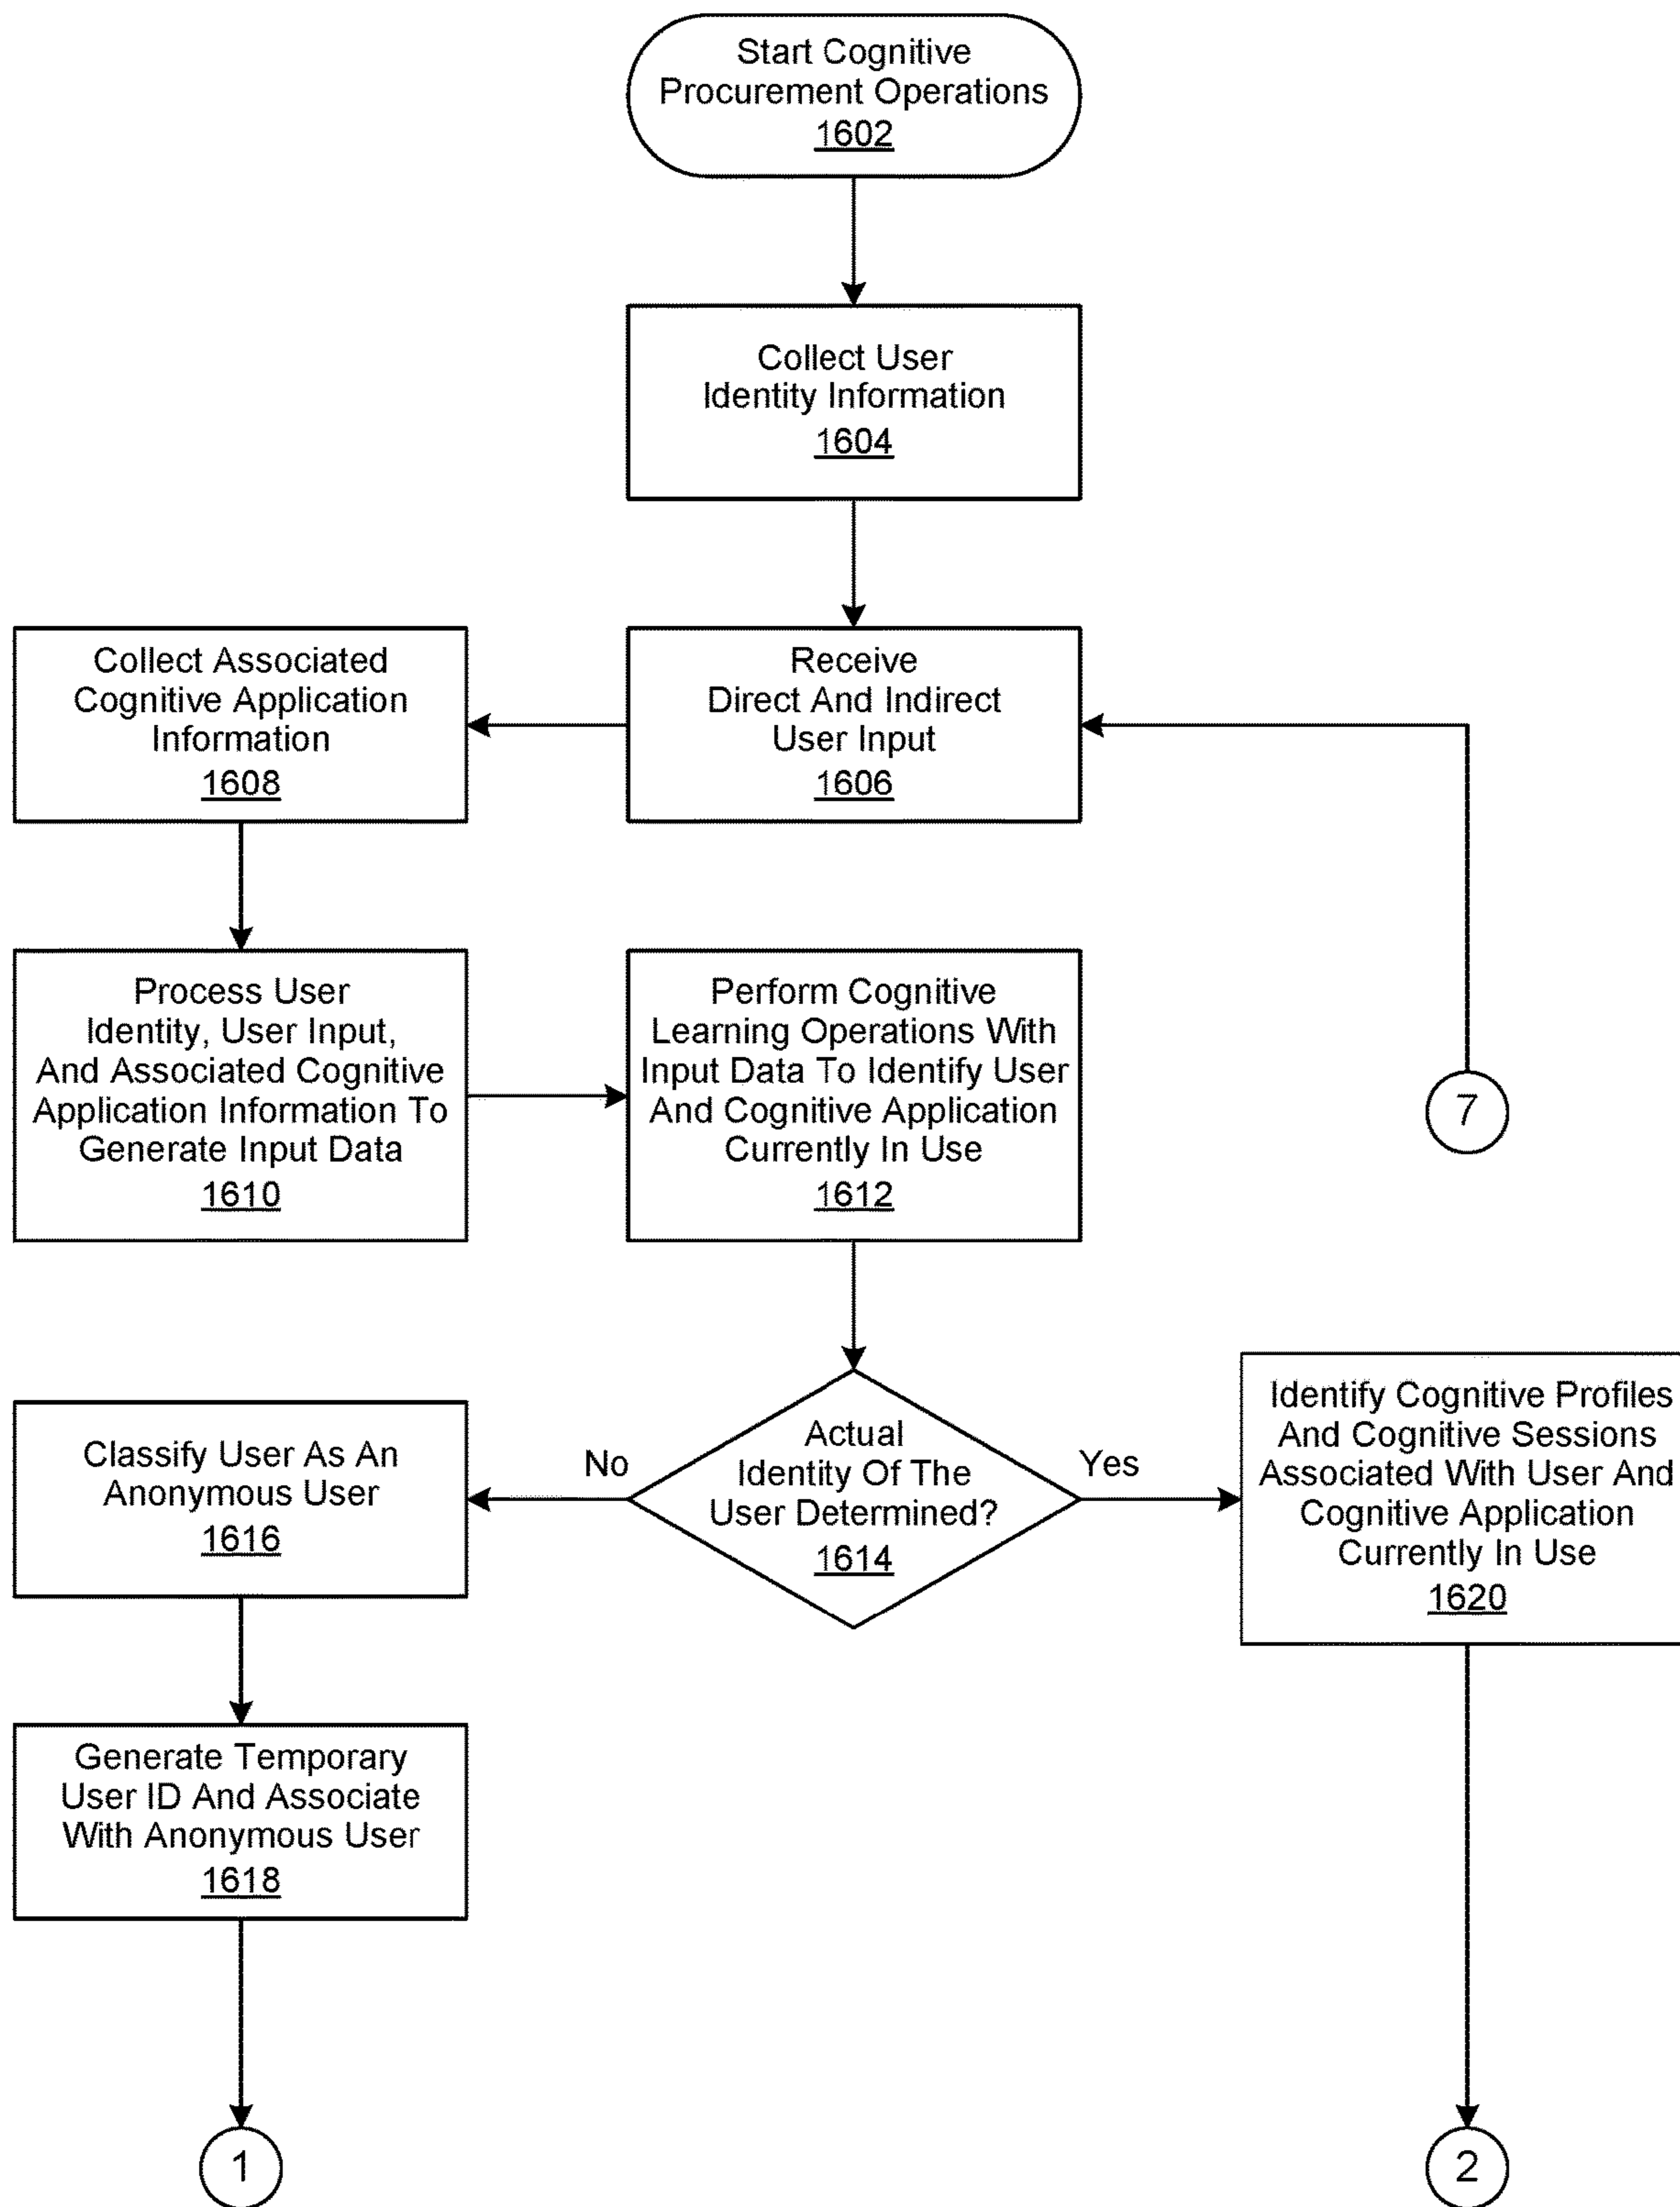 Start Cognitive
Procurement Operations
1602
Collect User
Identity Information
1604
Receive
Direct And Indirect
User Input
1606
Collect Associated
Cognitive Application
Information
1608
Process User
Identity, User Input,
And Associated Cognitive
Application Information To
Generate Input Data
1610
Perform Cognitive
Learning Operations With
Input Data To Identify User
And Cognitive Application
Currently In Use
1612
7
Actual
Identity Of The
User Determined?
1614
No
Yes
Classify User As An
Anonymous User
1616
Identify Cognitive Profiles
And Cognitive Sessions
Associated With User And
Cognitive Application
Currently In Use
1620
Generate Temporary
User ID And Associate
With Anonymous User
1618
1
2